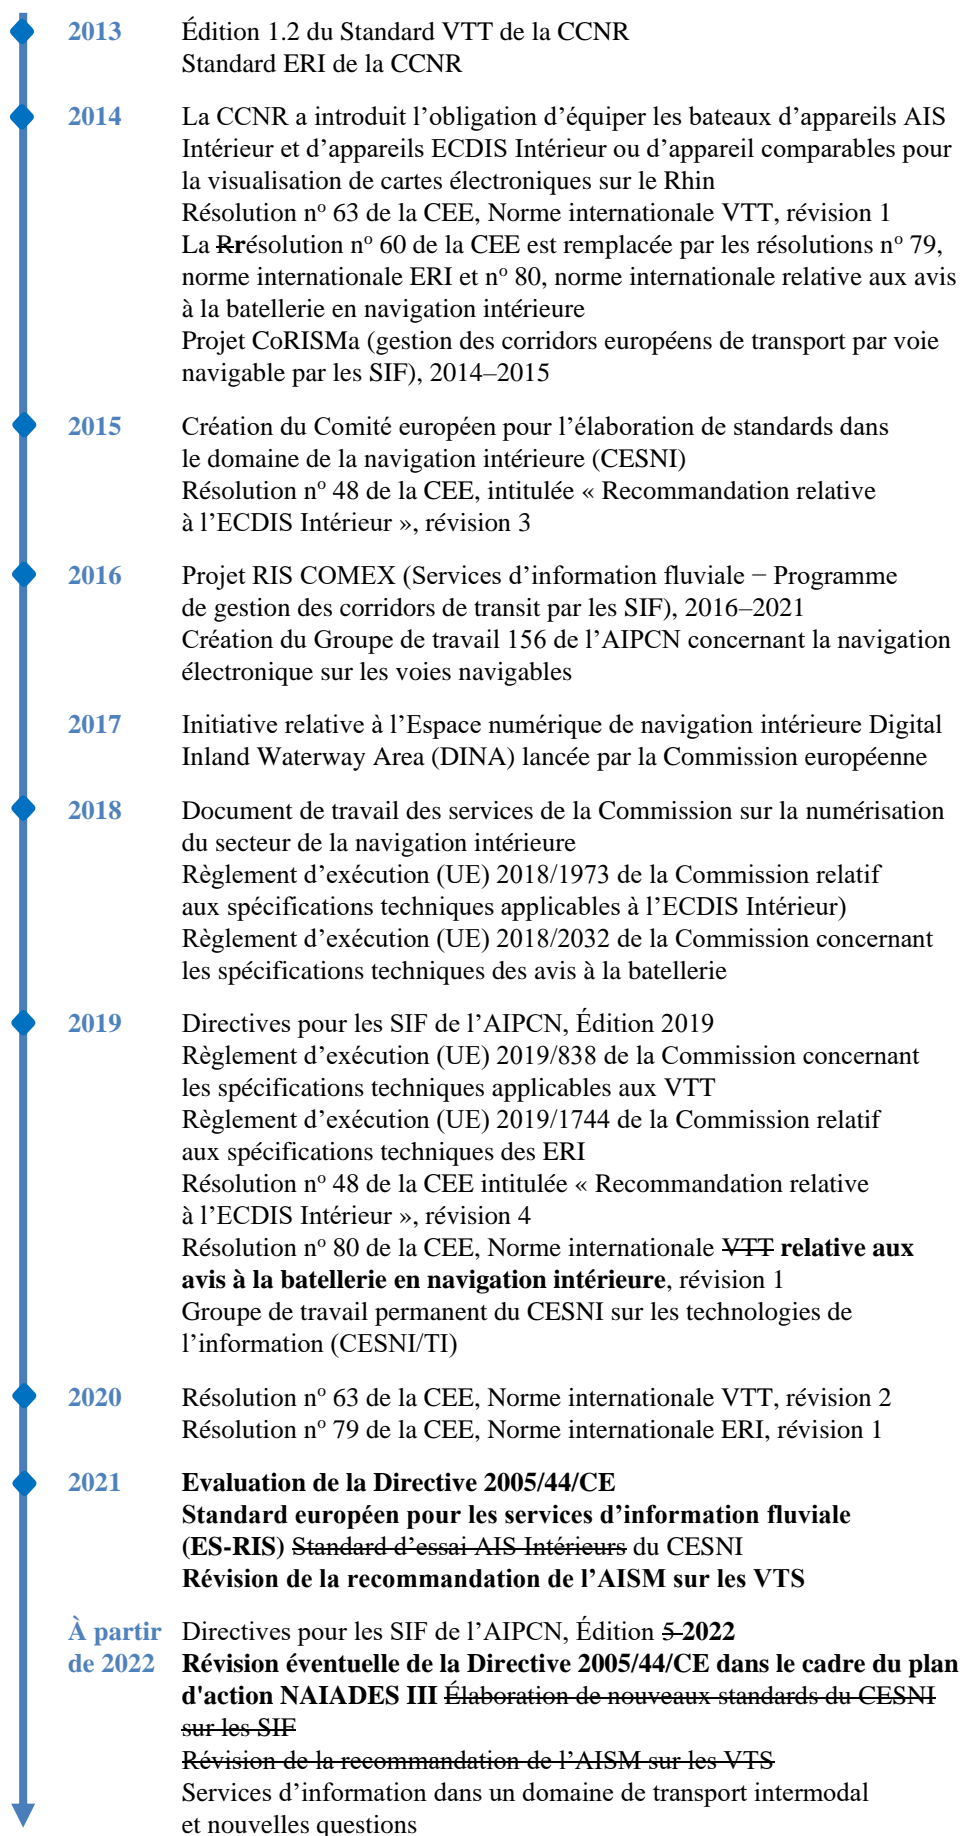 2013 Édition 1.2 du Standard VTT de la CCNR
Standard ERI de la CCNR
2014 La CCNR a introduit l’obligation d’équiper les bateaux d’appareils AIS
Intérieur et d’appareils ECDIS Intérieur ou d’appareil comparables pour
la visualisation de cartes électroniques sur le Rhin
Résolution nº 63 de la CEE, Norme internationale VTT, révision 1
La Rrésolution nº 60 de la CEE est remplacée par les résolutions nº 79,
norme internationale ERI et nº 80, norme internationale relative aux avis
à la batellerie en navigation intérieure
Projet CoRISMa (gestion des corridors européens de transport par voie
navigable par les SIF), 2014–2015
2015 Création du Comité européen pour l’élaboration de standards dans
le domaine de la navigation intérieure (CESNI)
Résolution nº 48 de la CEE, intitulée « Recommandation relative
à l’ECDIS Intérieur », révision 3
2016 Projet RIS COMEX (Services d’information fluviale − Programme
de gestion des corridors de transit par les SIF), 2016–2021
Création du Groupe de travail 156 de l’AIPCN concernant la navigation
électronique sur les voies navigables
2017 Initiative relative à l’Espace numérique de navigation intérieure Digital
Inland Waterway Area (DINA) lancée par la Commission européenne
2018 Document de travail des services de la Commission sur la numérisation
du secteur de la navigation intérieure
Règlement d’exécution (UE) 2018/1973 de la Commission relatif
aux spécifications techniques applicables à l’ECDIS Intérieur)
Règlement d’exécution (UE) 2018/2032 de la Commission concernant
les spécifications techniques des avis à la batellerie
2019 Directives pour les SIF de l’AIPCN, Édition 2019
Règlement d’exécution (UE) 2019/838 de la Commission concernant
les spécifications techniques applicables aux VTT
Règlement d’exécution (UE) 2019/1744 de la Commission relatif
aux spécifications techniques des ERI
Résolution nº 48 de la CEE intitulée « Recommandation relative
à l’ECDIS Intérieur », révision 4
Résolution nº 80 de la CEE, Norme internationale VTT relative aux
avis à la batellerie en navigation intérieure, révision 1
Groupe de travail permanent du CESNI sur les technologies de
l’information (CESNI/TI)
2020 Résolution nº 63 de la CEE, Norme internationale VTT, révision 2
Résolution nº 79 de la CEE, Norme internationale ERI, révision 1
2021 Evaluation de la Directive 2005/44/CE
Standard européen pour les services d’information fluviale
(ES-RIS) Standard d’essai AIS Intérieurs du CESNI
Révision de la recommandation de l’AISM sur les VTS
À partir Directives pour les SIF de l’AIPCN, Édition 5 2022
de 2022 Révision éventuelle de la Directive 2005/44/CE dans le cadre du plan
d'action NAIADES III Élaboration de nouveaux standards du CESNI
sur les SIF
Révision de la recommandation de l’AISM sur les VTS
Services d’information dans un domaine de transport intermodal
et nouvelles questions